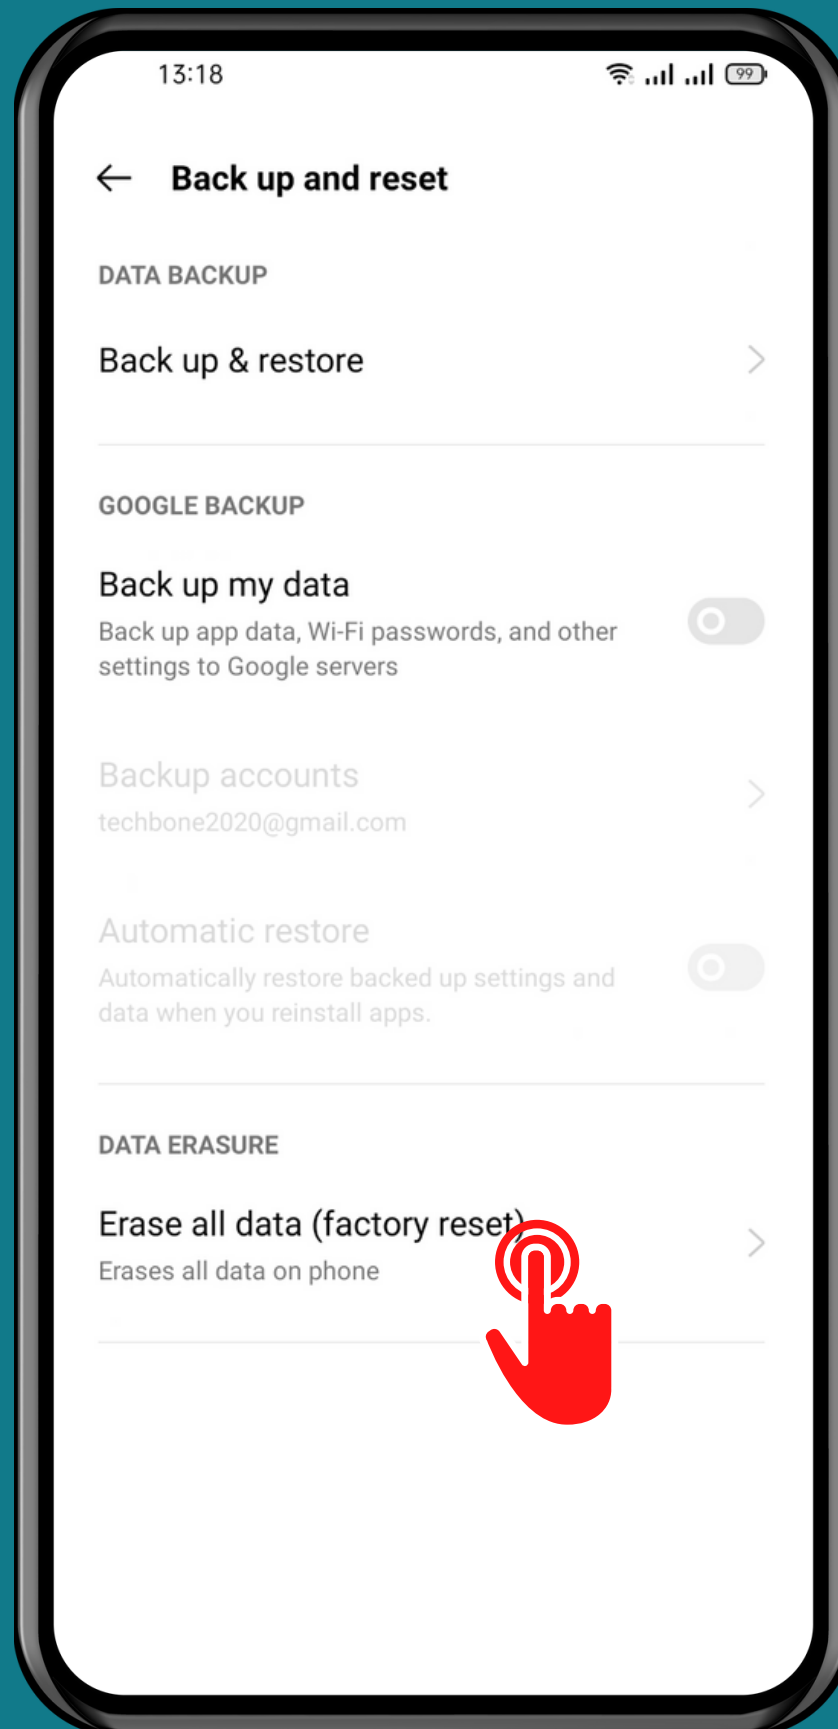 13:18
99
Back up and reset
DATA BACKUP
Back up & restore
GOOGLE BACKUP
Back up my data
Back up app data, Wi-Fi passwords, and other
settings to Google servers
Backup accounts
techbone2020@gmail.com
Automatic restore
Automatically restore backed up settings and
data when you reinstall apps.
DATA ERASURE
Erase all data (factory reset)
Erases all data on phone